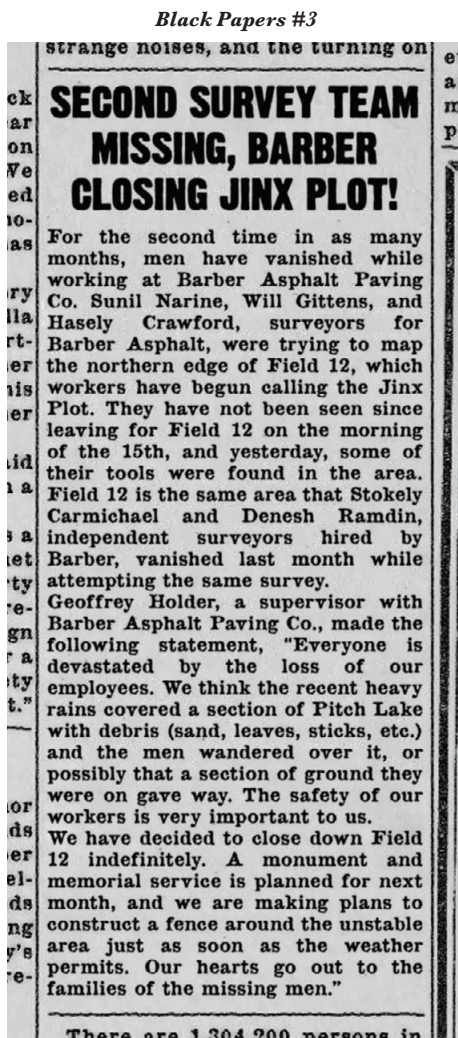 Black Papers #3
strange noises, and the turning on
SECOND SURVEY TEAM
MISSING, BARBER
CLOSING JINX PLOT!
For the second time in as many
months, men have vanished while
working at Barber Asphalt Paving
Co. Sunil Narine, Will Gittens, and
Hasely Crawford, surveyors for
Barber Asphalt, were trying to map
the northern edge of Field 12, which
workers have begun calling the Jinx
Plot. They have not been seen since
leaving for Field 12 on the morning
of the 15th, and yesterday, some of
their tools were found in the area.
Field 12 is the same area that Stokely
Carmichael and Denesh Ramdin,
independent surveyors hired by
Barber, vanished last month while
attempting the same survey.
Geoffrey Holder, a supervisor with
Barber Asphalt Paving Co., made the
following statement, “Everyone is
devastated by the loss of our
employees. We think the recent heavy
rains covered a section of Pitch Lake
with debris (sand, leaves, sticks, etc.)
and the men wandered over it, or
possibly that a section of ground they
were on gave way. The safety of our
workers is very important to us.
We have decided to close down Field
12 indefinitely. A monument and
memorial service is planned for next
month, and we are making plans to
construct a fence around the unstable
area just as soon as the weather
permits. Our hearts go out to the
families of the missing men.”
There are 1,304,200 persons in